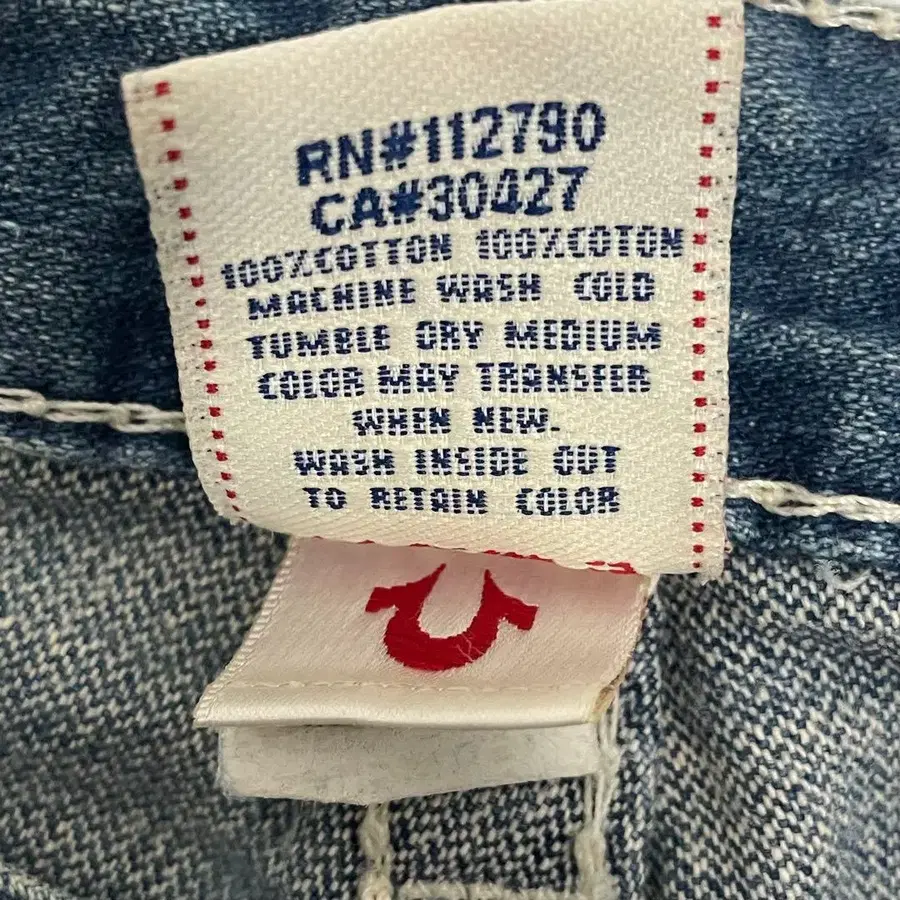 RN#112790
CA#30427
100%COTTON 100%COTON
MACHINE WASH COLD
TUMBLE DRY MEDIUM
COLOR MAY TRANSFER
WHEN NEW.
WASH INSIDE OUT
TO RETAIN COLOR